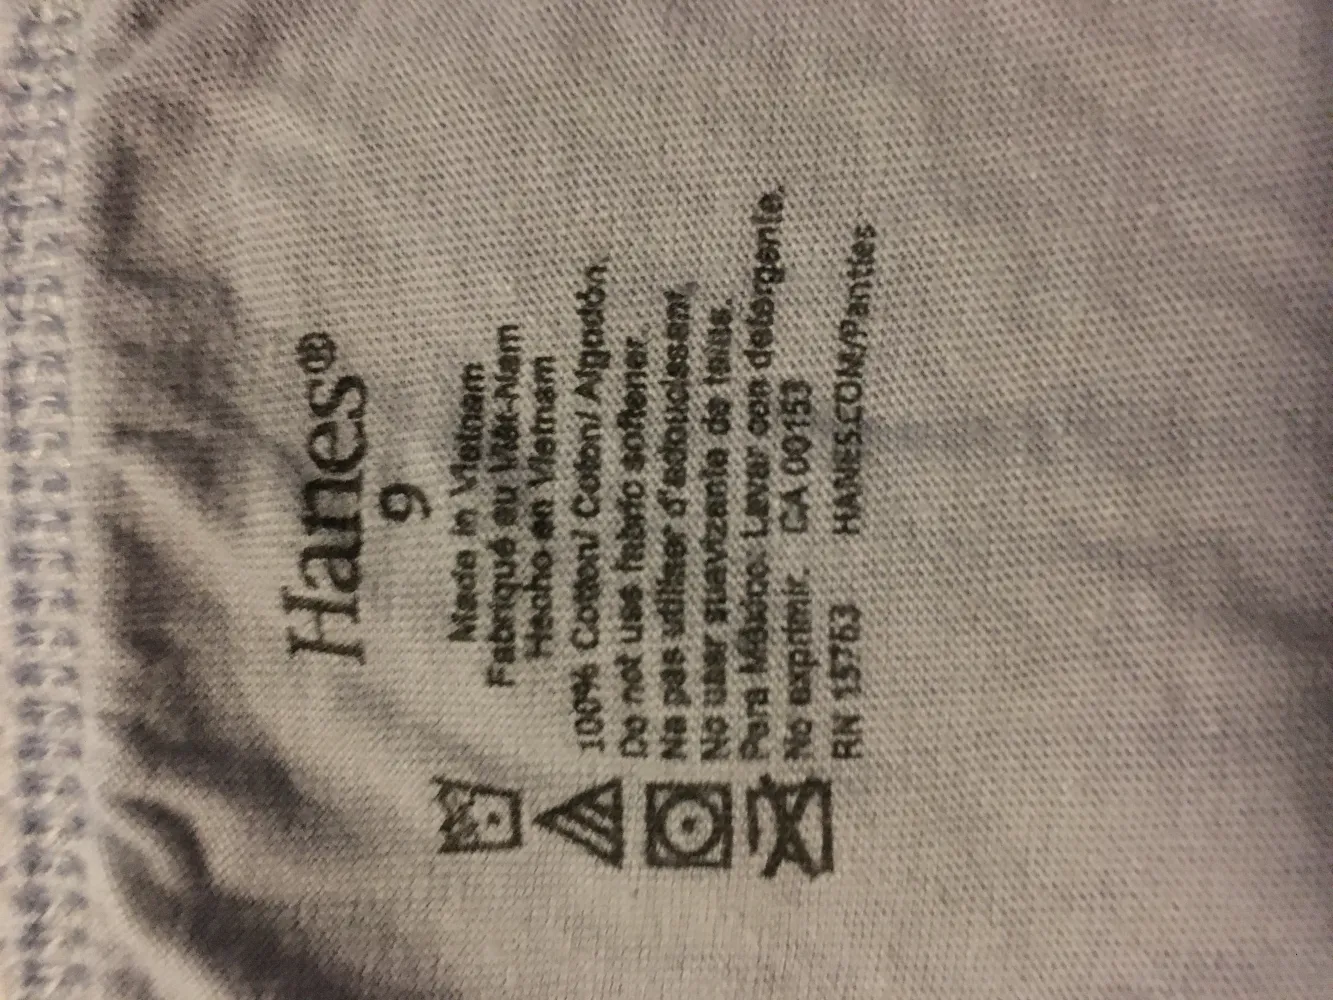 Hanes®
9
Made in Vietnam
Fabriqué au Viêt-Nam
Hecho en Vietnam
100% Cotton/ Coton/ Algodón
Do not use fabric softener.
Ne pas utiliser d'adoucissant.
No usar suavizante de telas.
Para México: Lavar con detergente.
No exprimir. CA 00153
RN 15763 HANES.COM/Panties